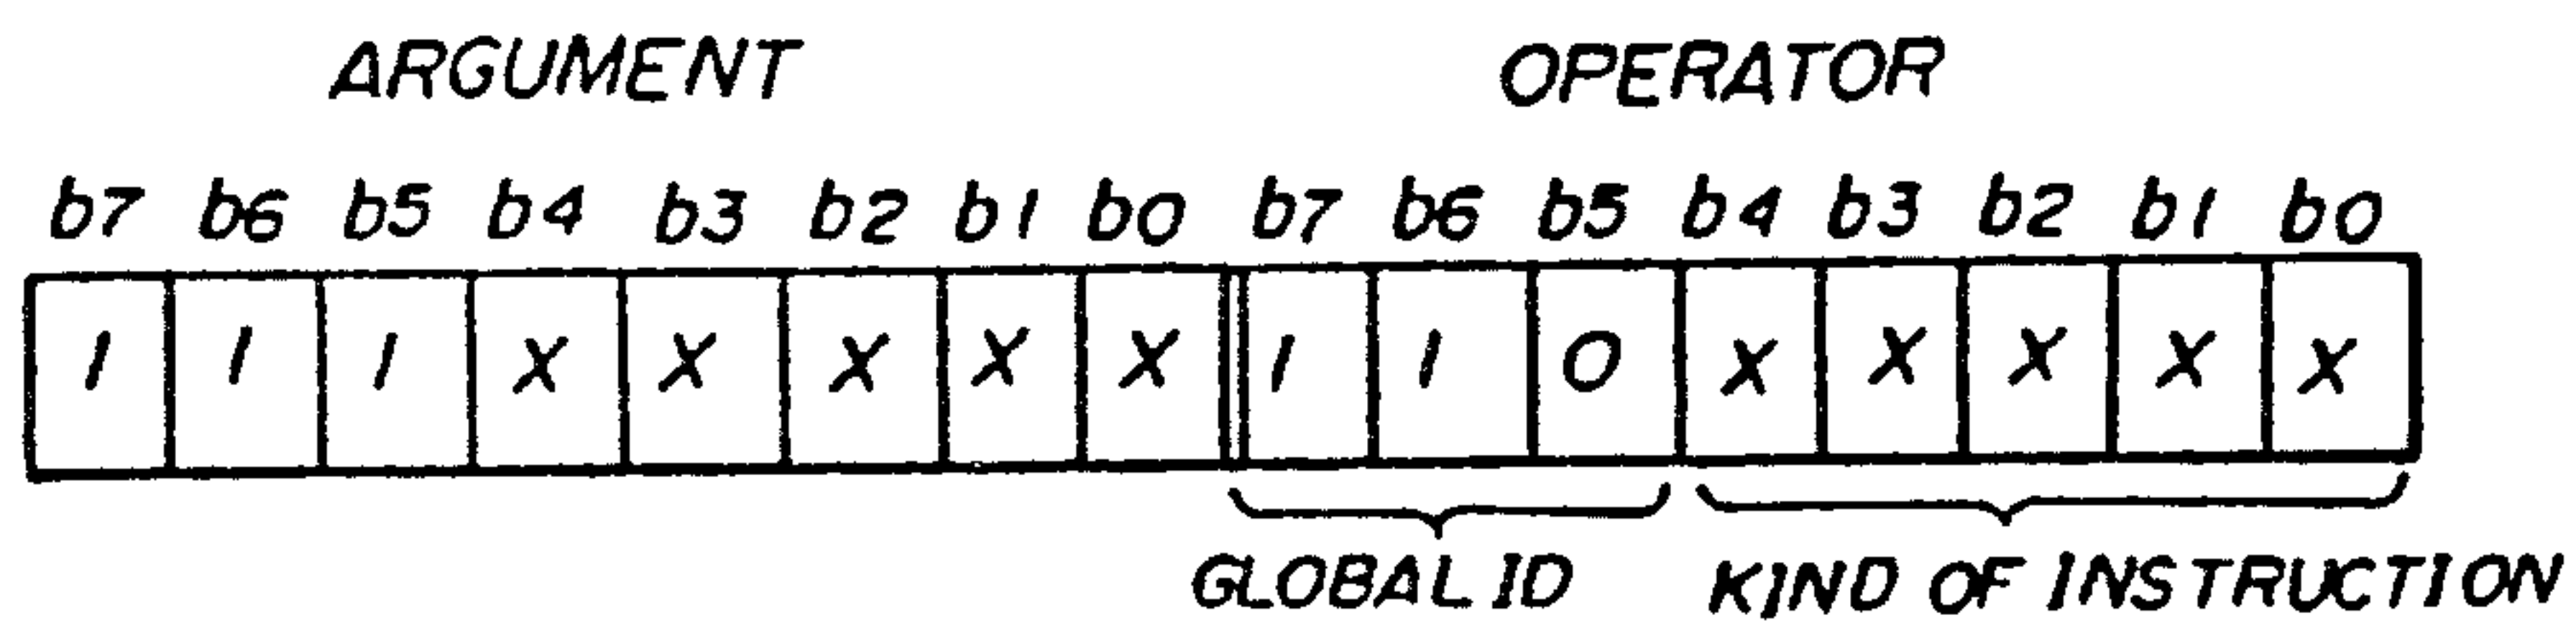 ARGUMENT OPERATOR
b7 b6 b5 b4 b3 b2 b1 b0 b7 b6 b5 b4 b3 b2 b1 b0
1 1 1 X X X X X 1 1 0 X X X X X
GLOBAL ID KIND OF INSTRUCTION